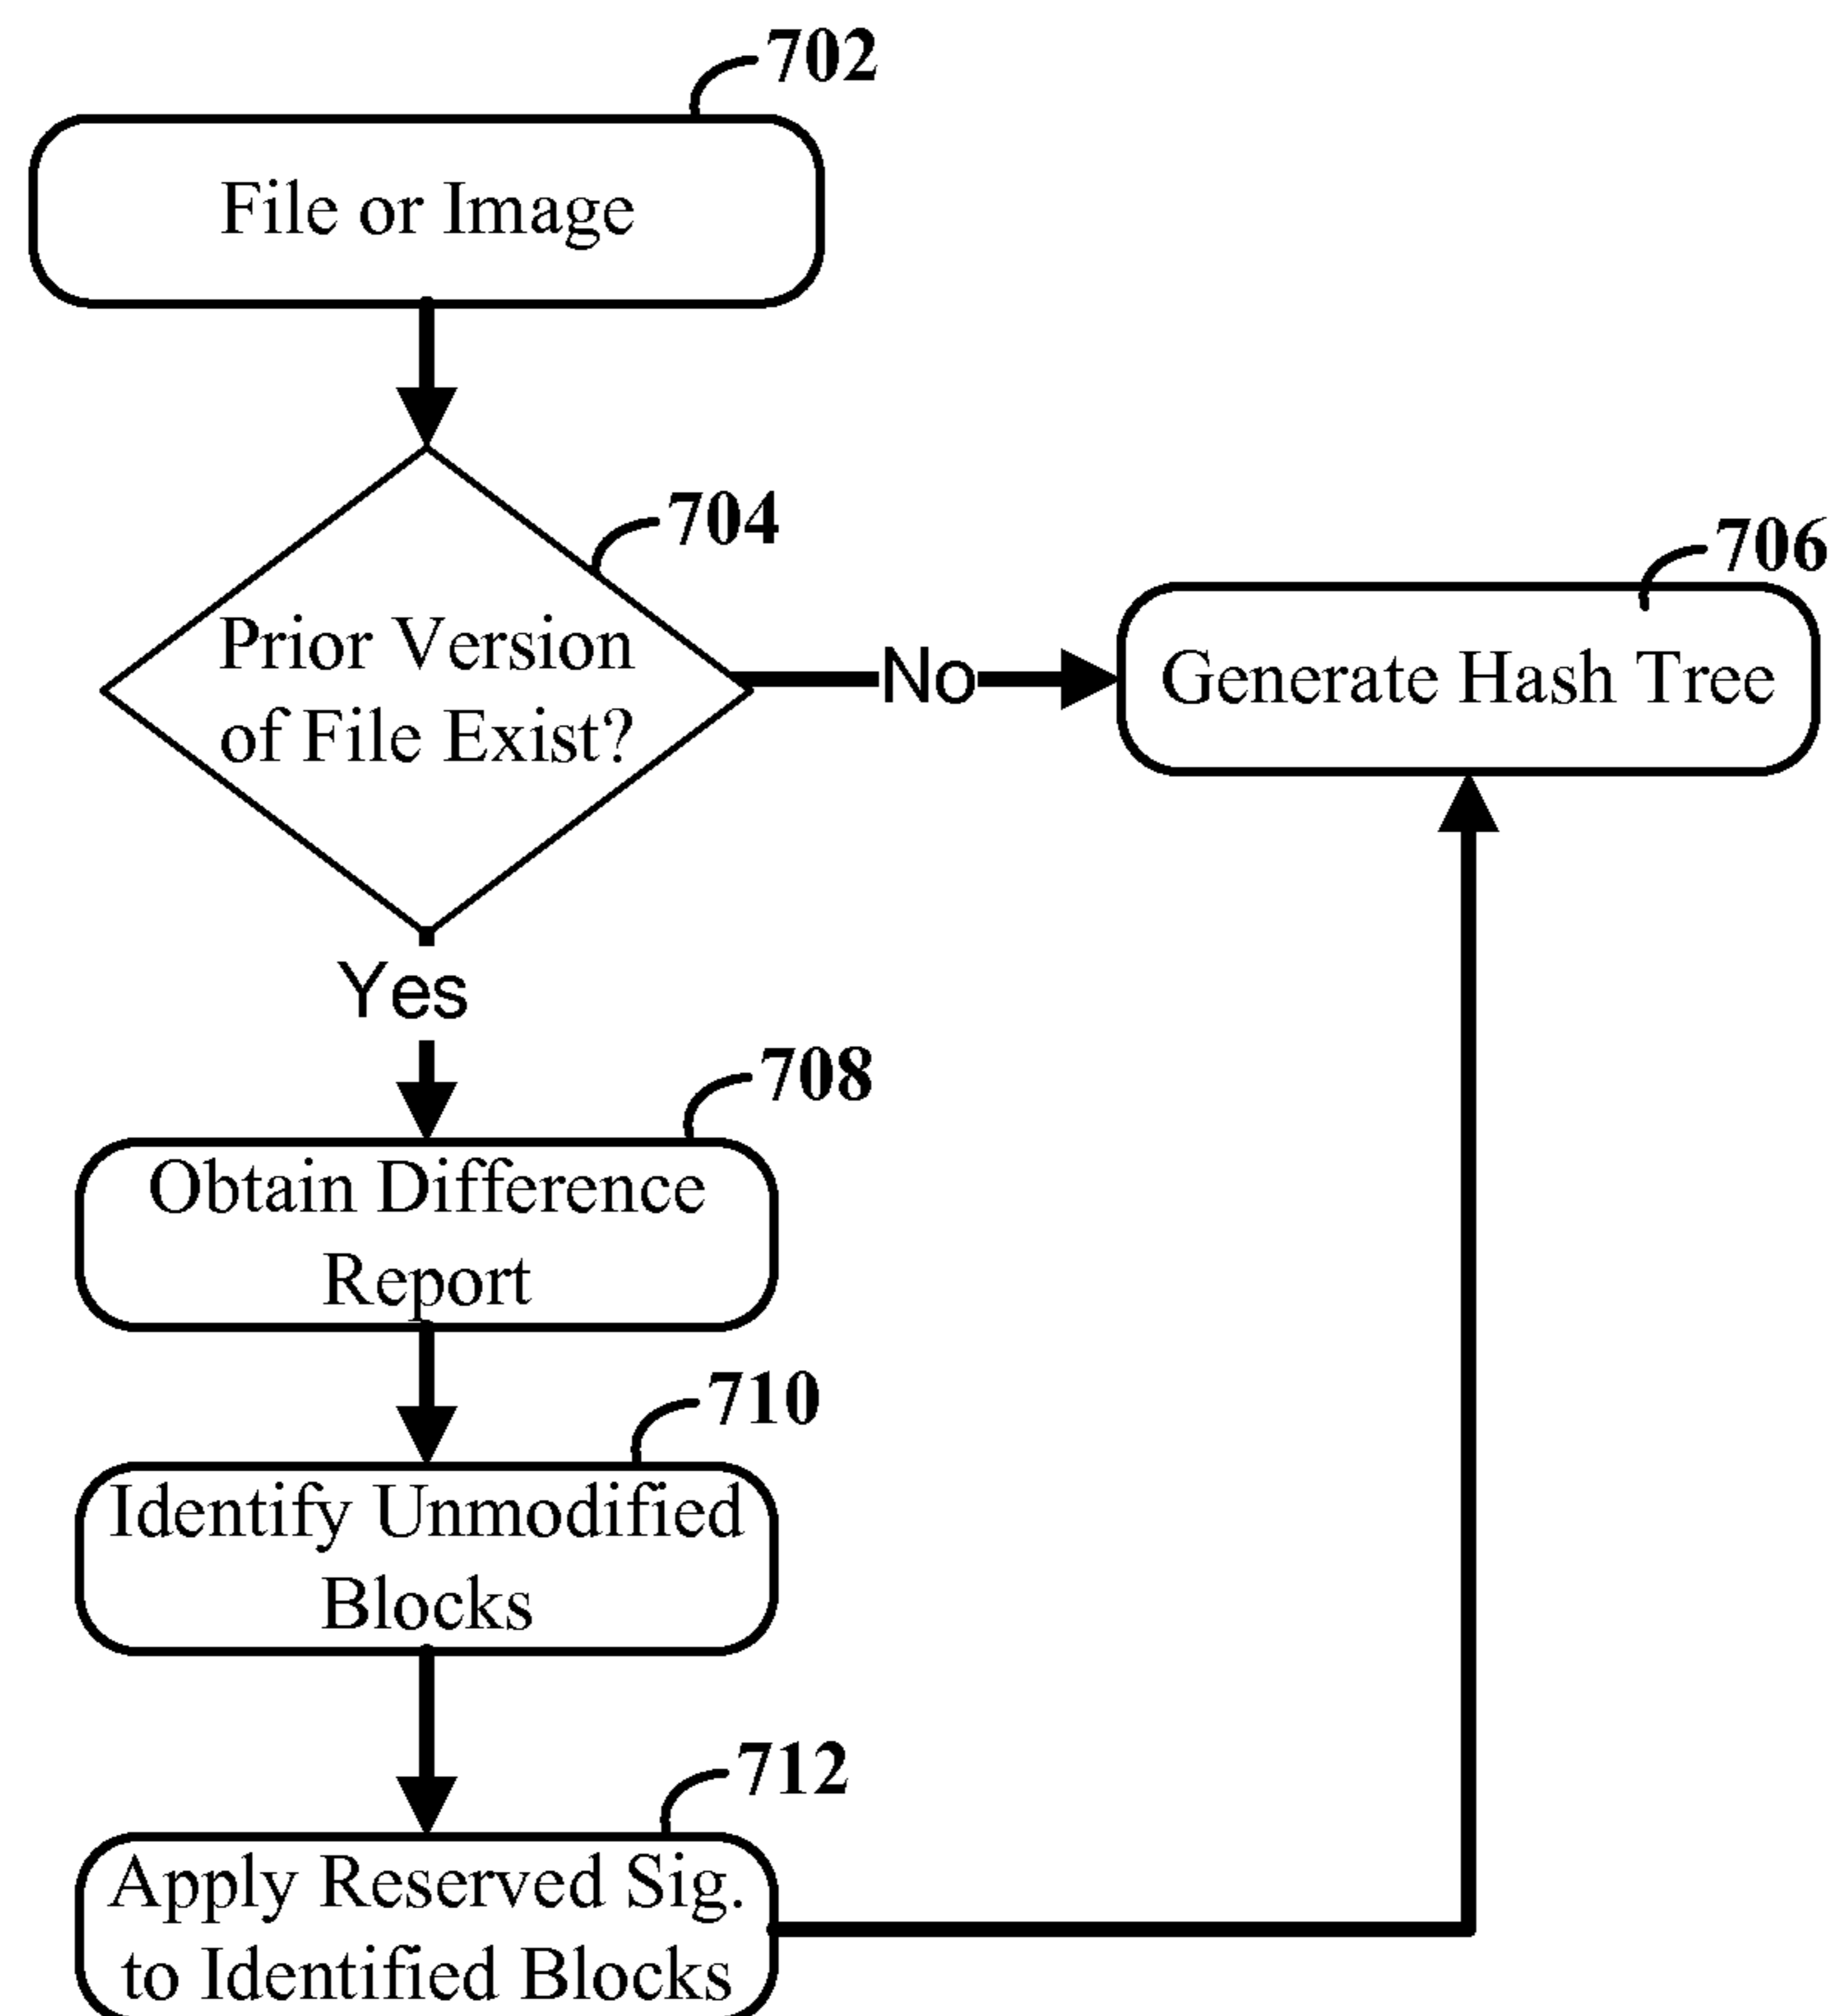 702
File or Image
704
Prior Version
of File Exist?
No
706
Generate Hash Tree
Yes
708
Obtain Difference
Report
710
Identify Unmodified
Blocks
712
Apply Reserved Sig.
to Identified Blocks